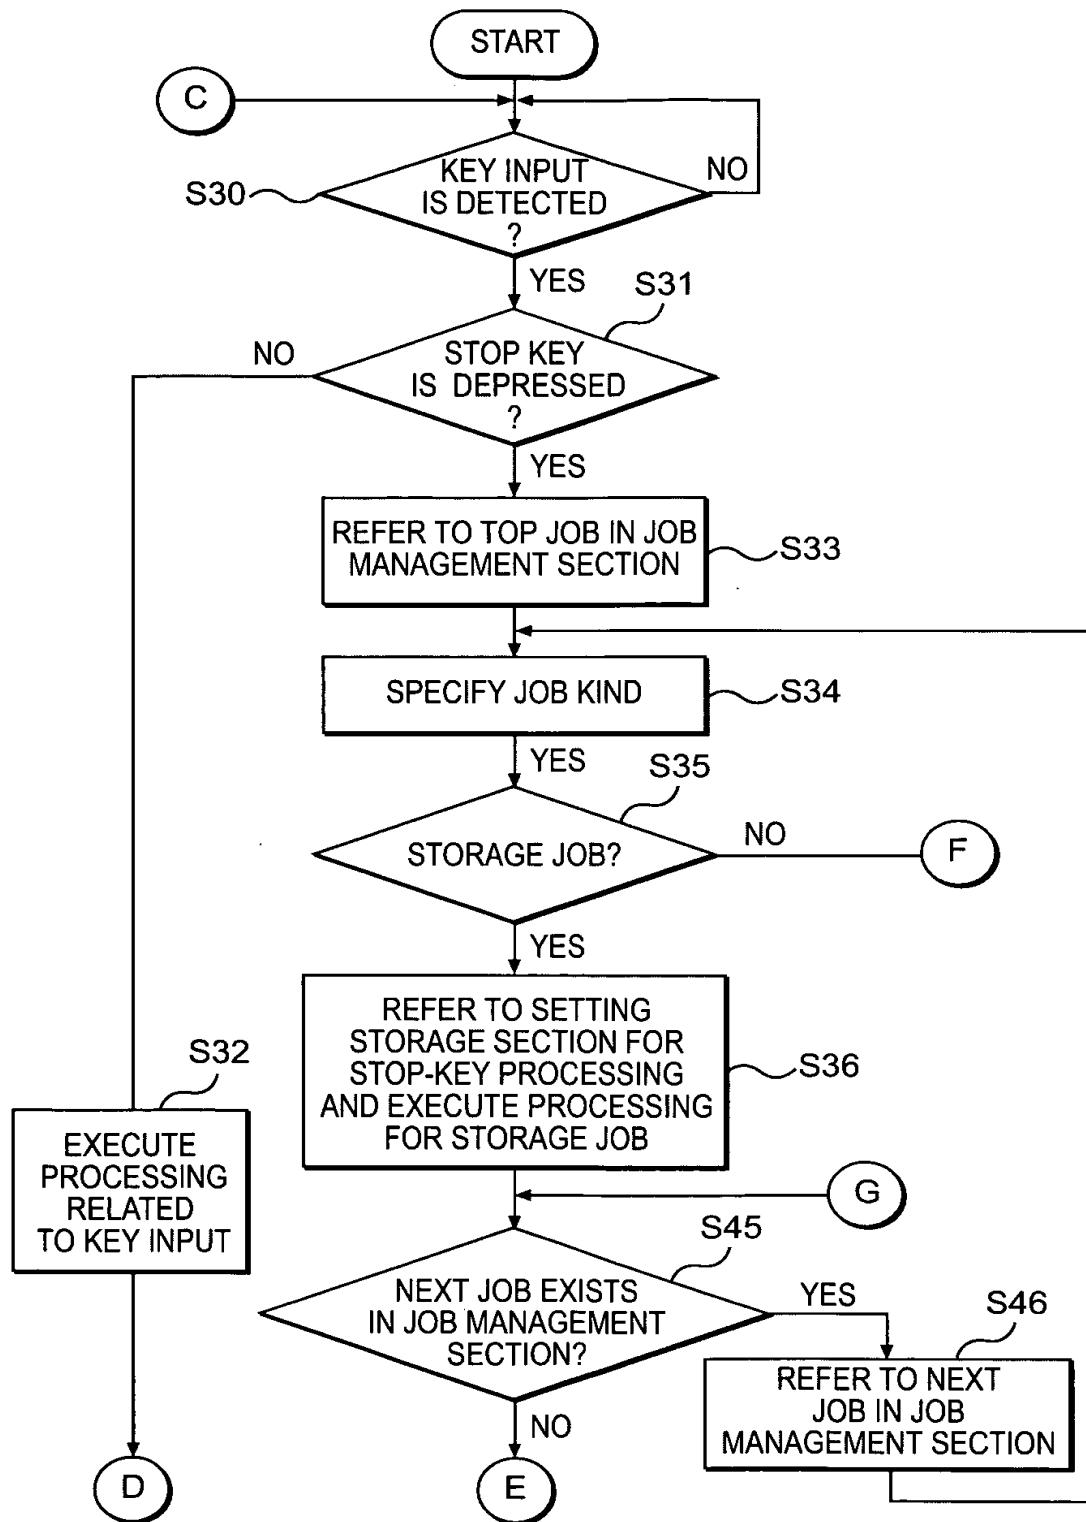 START
C
KEY INPUT
IS DETECTED
?
NO
S30
YES
S31
NO
STOP KEY
IS DEPRESSED
?
YES
REFER TO TOP JOB IN JOB
MANAGEMENT SECTION
S33
SPECIFY JOB KIND
S34
YES
S35
STORAGE JOB?
NO
F
YES
REFER TO SETTING
STORAGE SECTION FOR
STOP-KEY PROCESSING
AND EXECUTE PROCESSING
FOR STORAGE JOB
S36
S32
EXECUTE
PROCESSING
RELATED
TO KEY INPUT
G
S45
NEXT JOB EXISTS
IN JOB MANAGEMENT
SECTION?
YES
S46
REFER TO NEXT
JOB IN JOB
MANAGEMENT SECTION
NO
D
E